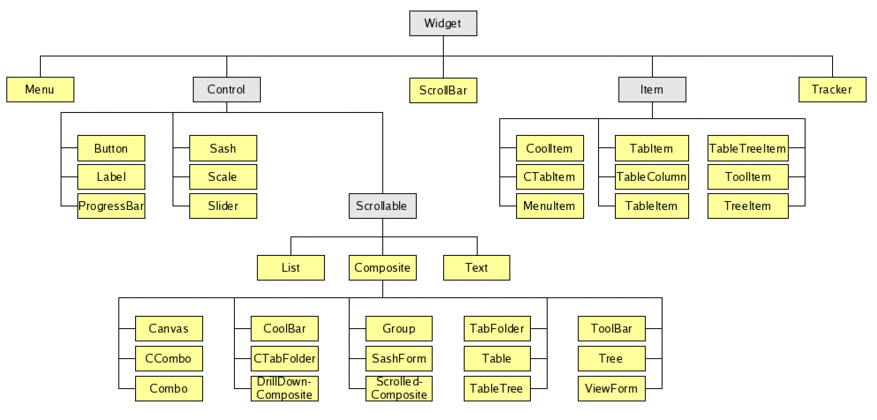 Widget
Menu
Control
ScrollBar
Item
Tracker
Button
Sash
CoolItem
TabItem
TableTreeItem
Label
Scale
CTabItem
TableColumn
ToolItem
ProgressBar
Slider
Scrollable
MenuItem
TableItem
TreeItem
List
Composite
Text
Canvas
CoolBar
Group
TabFolder
ToolBar
CCombo
CTabFolder
SashForm
Table
Tree
Combo
DrillDown-
Composite
Scrolled-
Composite
TableTree
ViewForm